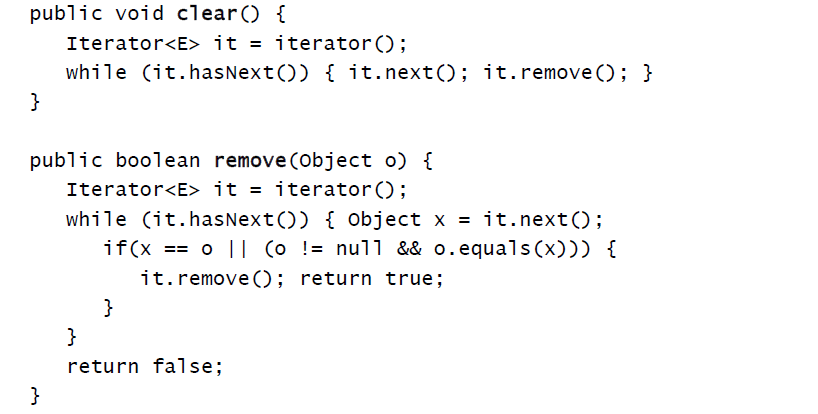 public void clear() {
   Iterator<E> it = iterator();
   while (it.hasNext()) { it.next(); it.remove(); }
}

public boolean remove(Object o) {
   Iterator<E> it = iterator();
   while (it.hasNext()) { Object x = it.next();
      if(x == o || (o != null && o.equals(x))) {
         it.remove(); return true;
      }
   }
   return false;
}